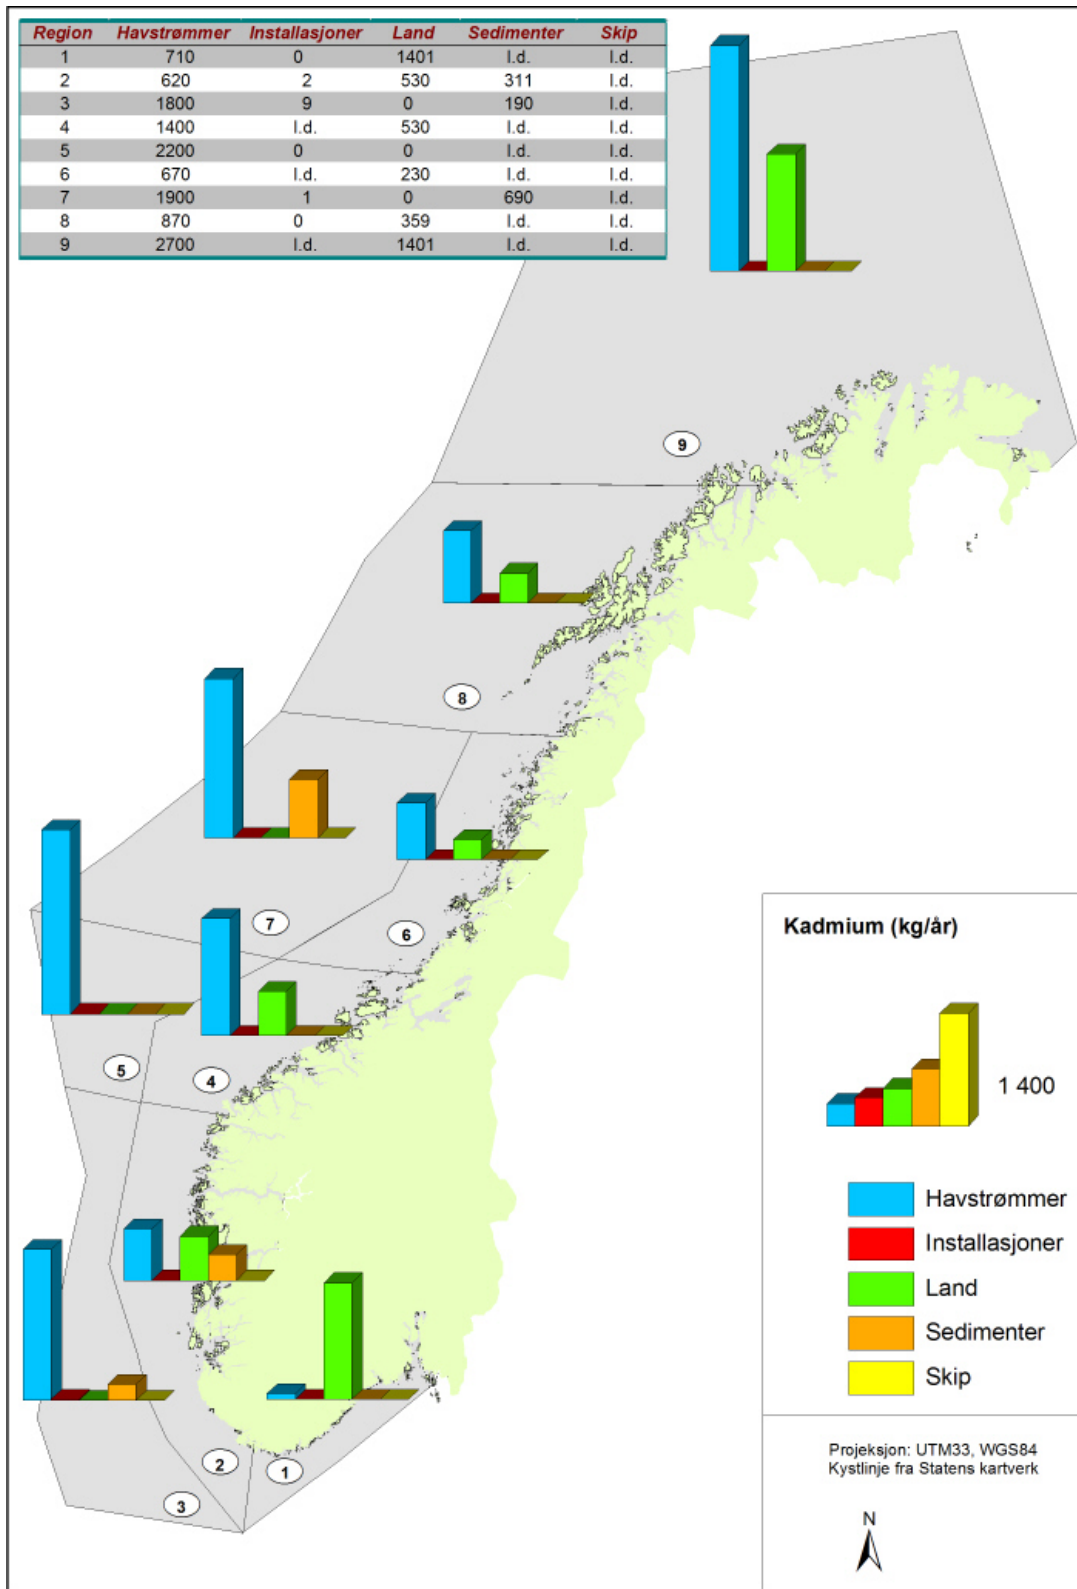 Region Havstrømmer Installasjoner Land Sedimenter Skip
1 710 0 1401 I.d. I.d.
2 620 2 530 311 I.d.
3 1800 9 0 190 I.d.
4 1400 I.d. 530 I.d. I.d.
5 2200 0 0 I.d. I.d.
6 670 I.d. 230 I.d. I.d.
7 1900 1 0 690 I.d.
8 870 0 359 I.d. I.d.
9 2700 I.d. 1401 I.d. I.d.
9
8
7
6
5
4
2
1
3
Kadmium (kg/år)
1 400
Havstrømmer
Installasjoner
Land
Sedimenter
Skip
Projeksjon: UTM33, WGS84
Kystlinje fra Statens kartverk
N